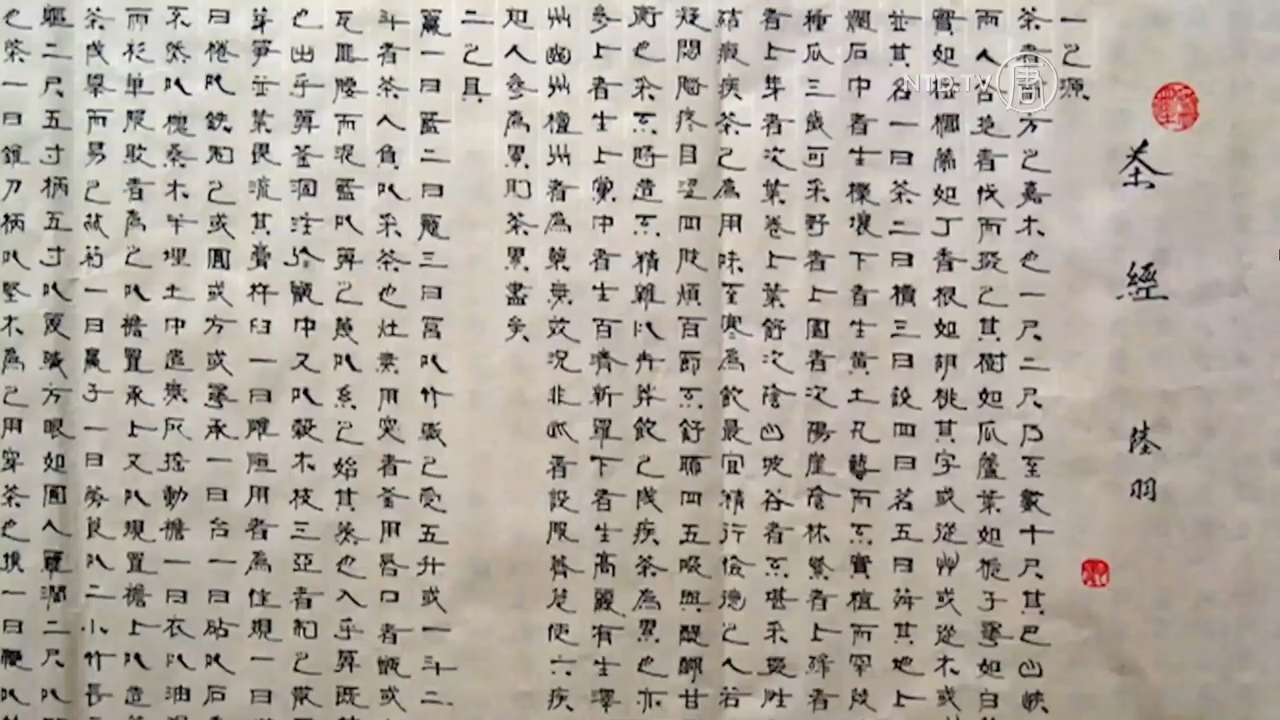 NTD.TV
茶經
陸羽
一之源
茶者南方之嘉木也一尺二尺乃至數十尺其巴山峽
而人合抱者伐而掇之其樹如瓜蘆葉如梔子華如白
實如栟櫚蒂如丁香根如胡桃其字或從艸或從木或
並其名一曰茶二曰檟三曰設四曰茗五曰荈其地上
爛石中者生櫟壤下者生黃土凡藝而不實植而罕茂
種瓜三歲可采野者上園者次陽崖陰林紫者上綠者
者上芽者次葉卷上葉舒次陰山坡谷者不堪采掇性
結瘕疾茶之為用味至寒為飲最宜精行儉德之人若
凝悶腦疼目澀四肢煩百節不舒聊四五啜與醍醐甘
衡也采不時造不精雜以卉莽飲之成疾茶為累也亦
參上者生上黨中者生百濟新羅下者生高麗有生澤
州幽州檀州者為藥無效況非此者設服薺苨使六疾
知人參為累則茶累盡矣
二之具
籯一曰籃二曰籠三曰筥以竹織之受五升或一斗二
斗者茶人負以采茶也灶無用突者釜用唇口者甑或
瓦匪腰而泥籃以箄之篾以系之始其蒸也入乎箄既
也出乎箄釜涸注於甑中又以穀木枝三亞者制之散
芽筍並葉畏流其膏杵臼一曰碓恒用者為佳規一曰
曰棬以鐵制之或圓或方或華承一曰台一曰砧以石
不然以槐桑木半埋土中遣無所搖動檐一曰衣以油
而衫單服敗者為之以檐置承上又以規置檐上以造
茶成舉而易之芘莉一曰羸子一曰筹筤以二小竹長
軀二尺五寸柄五寸以篾織方眼如圃人籮闊二尺以
也棨一曰錐刀柄以堅木為之用穿茶也撲一曰鞭以